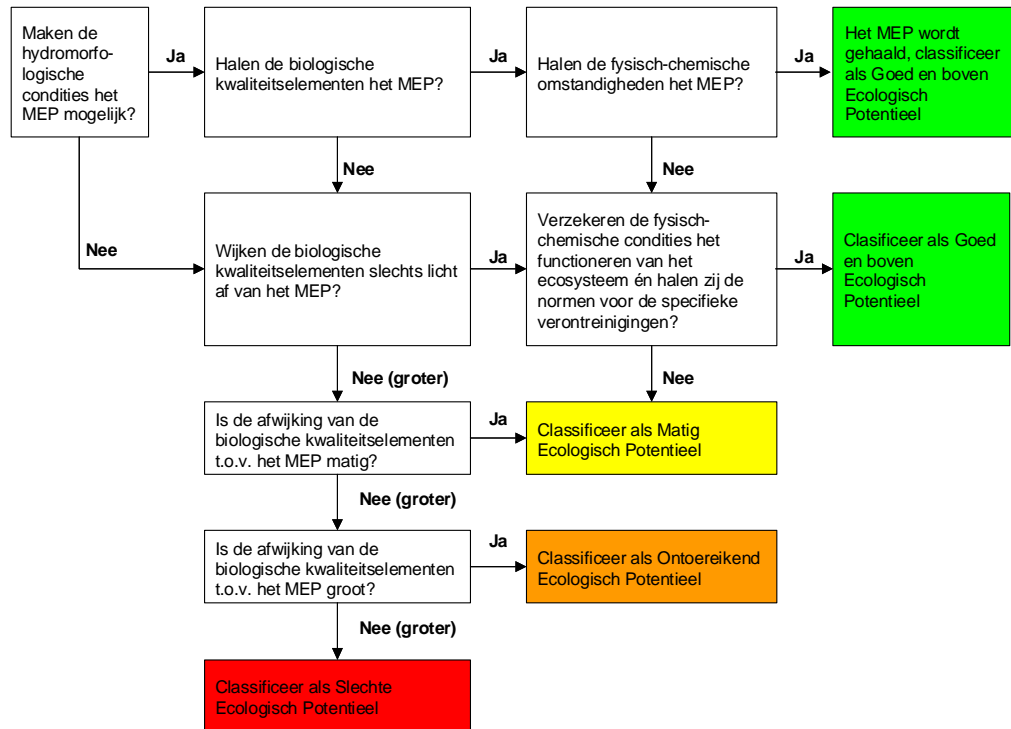 Maken de
hydromorfo-
logische
condities het
MEP mogelijk?
Ja
Halen de biologische
kwaliteitselementen het MEP?
Ja
Halen de fysisch-chemische
omstandigheden het MEP?
Ja
Het MEP wordt
gehaald, classificeer
als Goed en boven
Ecologisch
Potentieel
Nee
Nee
Nee
Wijken de biologische
kwaliteitselementen slechts licht
af van het MEP?
Ja
Verzekeren de fysisch-
chemische condities het
functioneren van het
ecosysteem én halen zij de
normen voor de specifieke
verontreinigingen?
Ja
Clasificeer als Goed
en boven
Ecologisch
Potentieel
Nee (groter)
Nee
Is de afwijking van de
biologische kwaliteitselementen
t.o.v. het MEP matig?
Ja
Classificeer als Matig
Ecologisch Potentieel
Nee (groter)
Is de afwijking van de
biologische kwaliteitselementen
t.o.v. het MEP groot?
Ja
Classificeer als Ontoereikend
Ecologisch Potentieel
Nee (groter)
Classificeer als Slechte
Ecologisch Potentieel